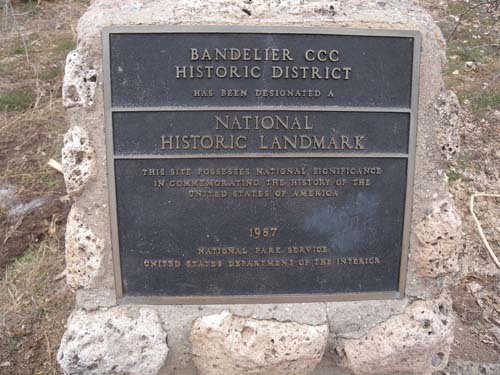 BANDELIER CCC
HISTORIC DISTRICT
HAS BEEN DESIGNATED A
NATIONAL
HISTORIC LANDMARK
THIS SITE POSSESSES NATIONAL SIGNIFICANCE
IN COMMEMORATING THE HISTORY OF THE
UNITED STATES OF AMERICA
1987
NATIONAL PARK SERVICE
UNITED STATES DEPARTMENT OF THE INTERIOR